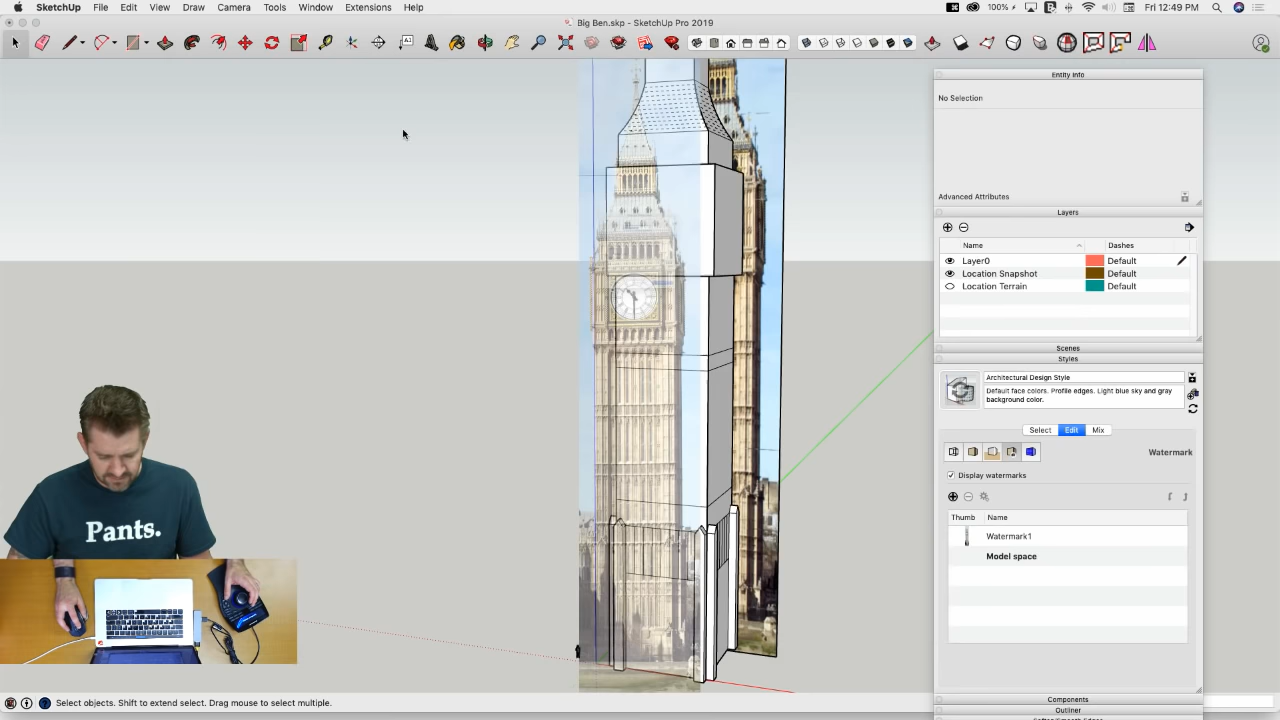 SketchUp File Edit View Draw Camera Tools Window Extensions Help 100% Fri 12:49 PM
Big Ben.skp - SketchUp Pro 2019
Entity Info
No Selection
Advanced Attributes
Layers
Name Dashes
Layer0 Default
Location Snapshot Default
Location Terrain Default
Scenes
Styles
Architectural Design Style
Default face colors. Profile edges. Light blue sky and gray
background color.
Select Edit Mix
Watermark
Display watermarks
Thumb Name
Watermark1
Model space
Pants.
Components
Outliner
Select objects. Shift to extend select. Drag mouse to select multiple.